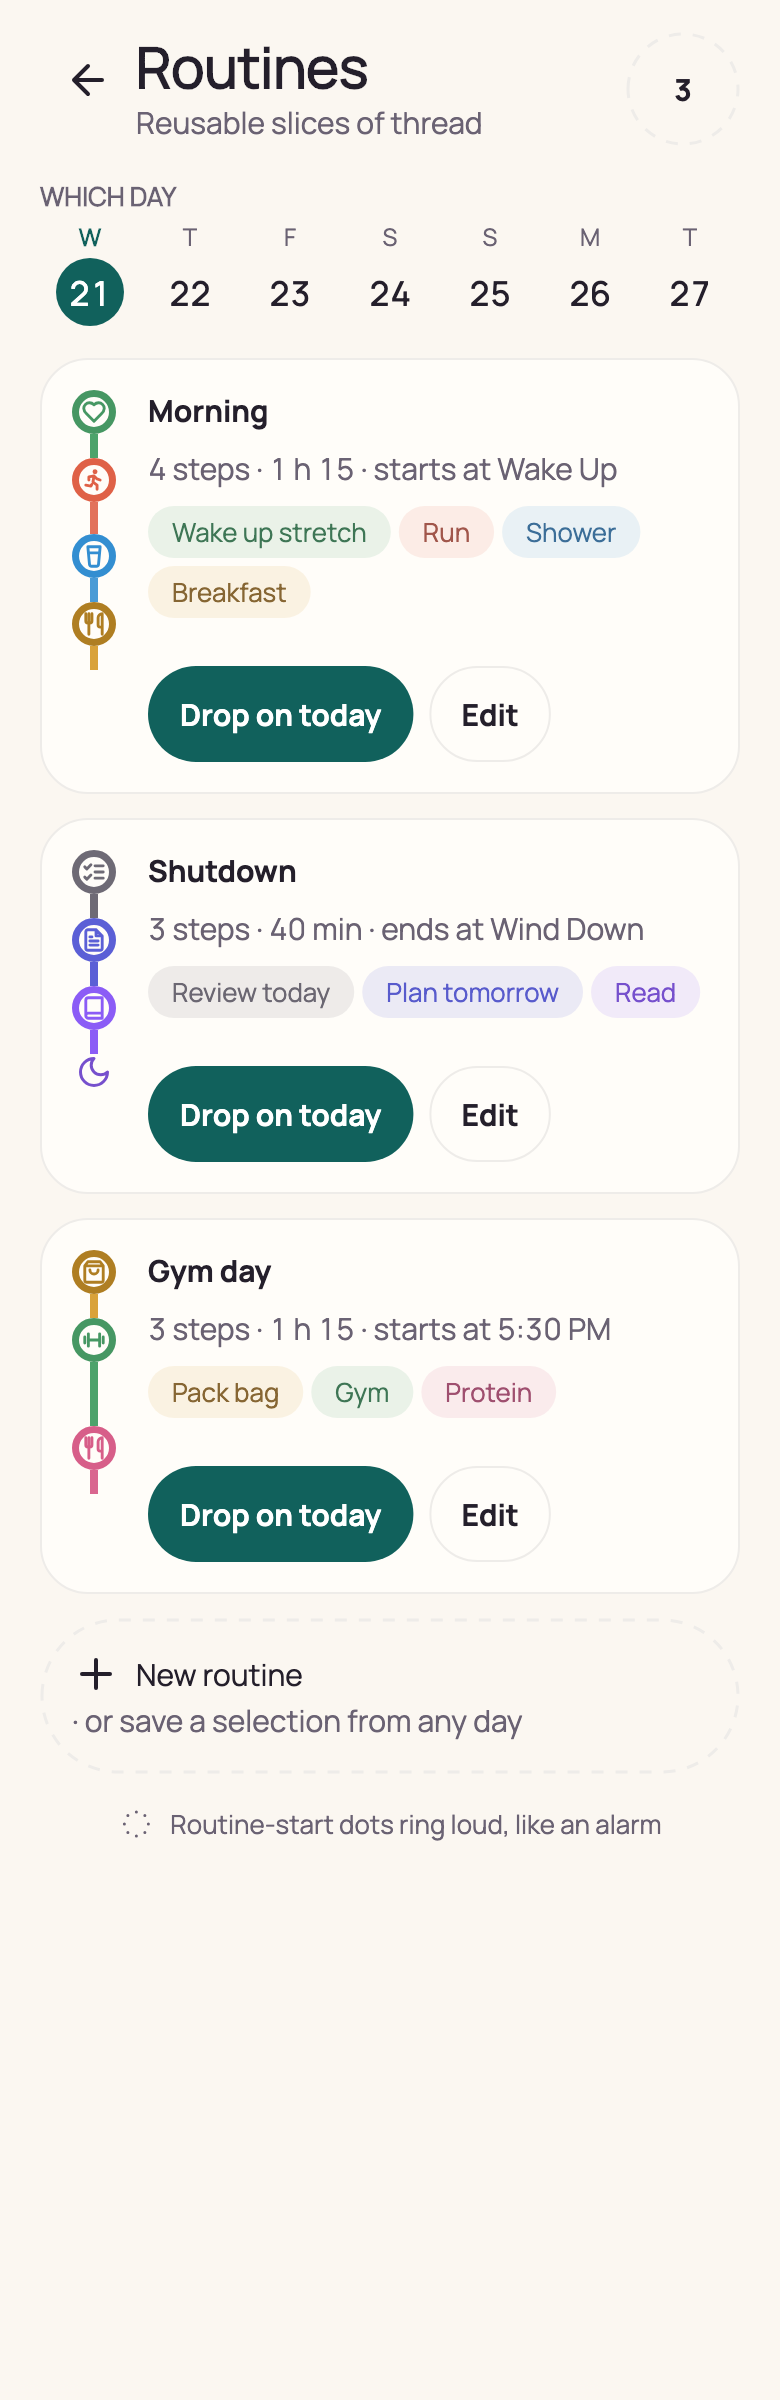 Routines
Reusable slices of thread
3
WHICH DAY
W T F S S M T
21 22 23 24 25 26 27
Morning
4 steps · 1 h 15 · starts at Wake Up
Wake up stretch Run Shower
Breakfast
Drop on today Edit
Shutdown
3 steps · 40 min · ends at Wind Down
Review today Plan tomorrow Read
Drop on today Edit
Gym day
3 steps · 1 h 15 · starts at 5:30 PM
Pack bag Gym Protein
Drop on today Edit
New routine
· or save a selection from any day
Routine-start dots ring loud, like an alarm